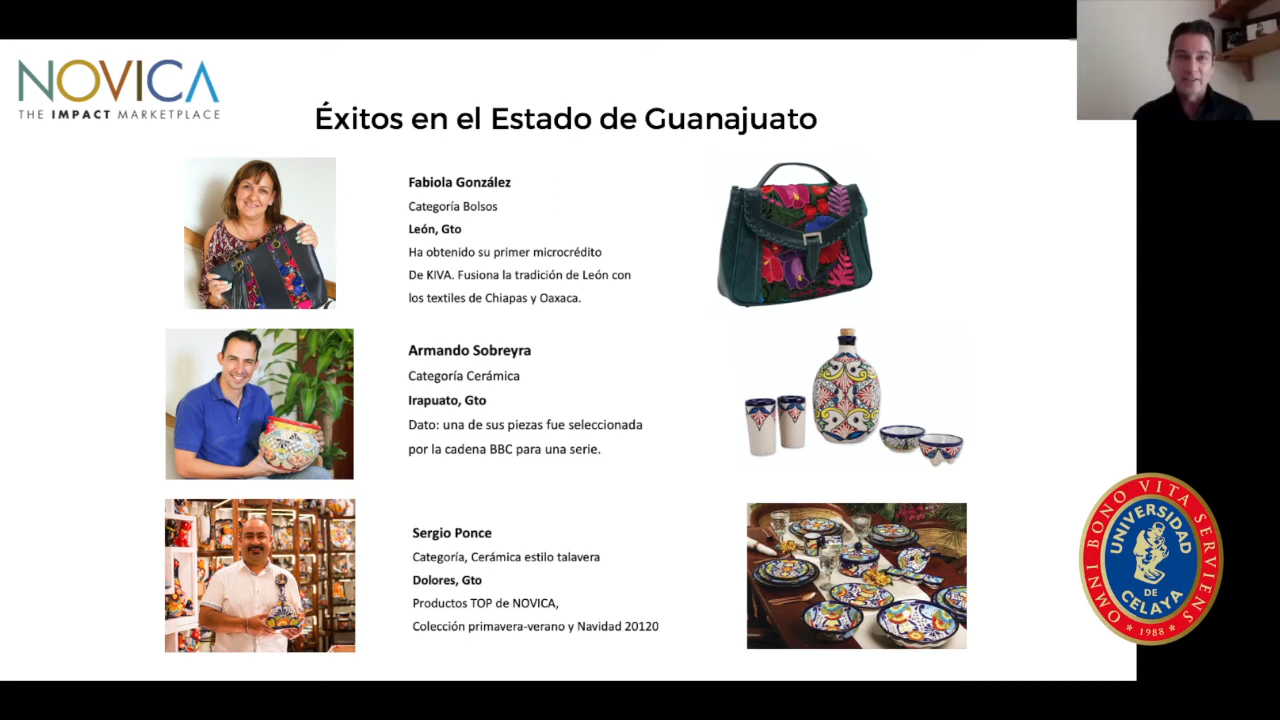 NOVICA
THE IMPACT MARKETPLACE
Éxitos en el Estado de Guanajuato
Fabiola González
Categoría Bolsos
León, Gto
Ha obtenido su primer microcrédito
De KIVA. Fusiona la tradición de León con
los textiles de Chiapas y Oaxaca.
Armando Sobreyra
Categoría Cerámica
Irapuato, Gto
Dato: una de sus piezas fue seleccionada
por la cadena BBC para una serie.
Sergio Ponce
Categoría, Cerámica estilo talavera
Dolores, Gto
Productos TOP de NOVICA,
Colección primavera-verano y Navidad 20120
OMNI BONO VITA SERVIENS
UNIVERSIDAD
DE
CELAYA
* 1988 *